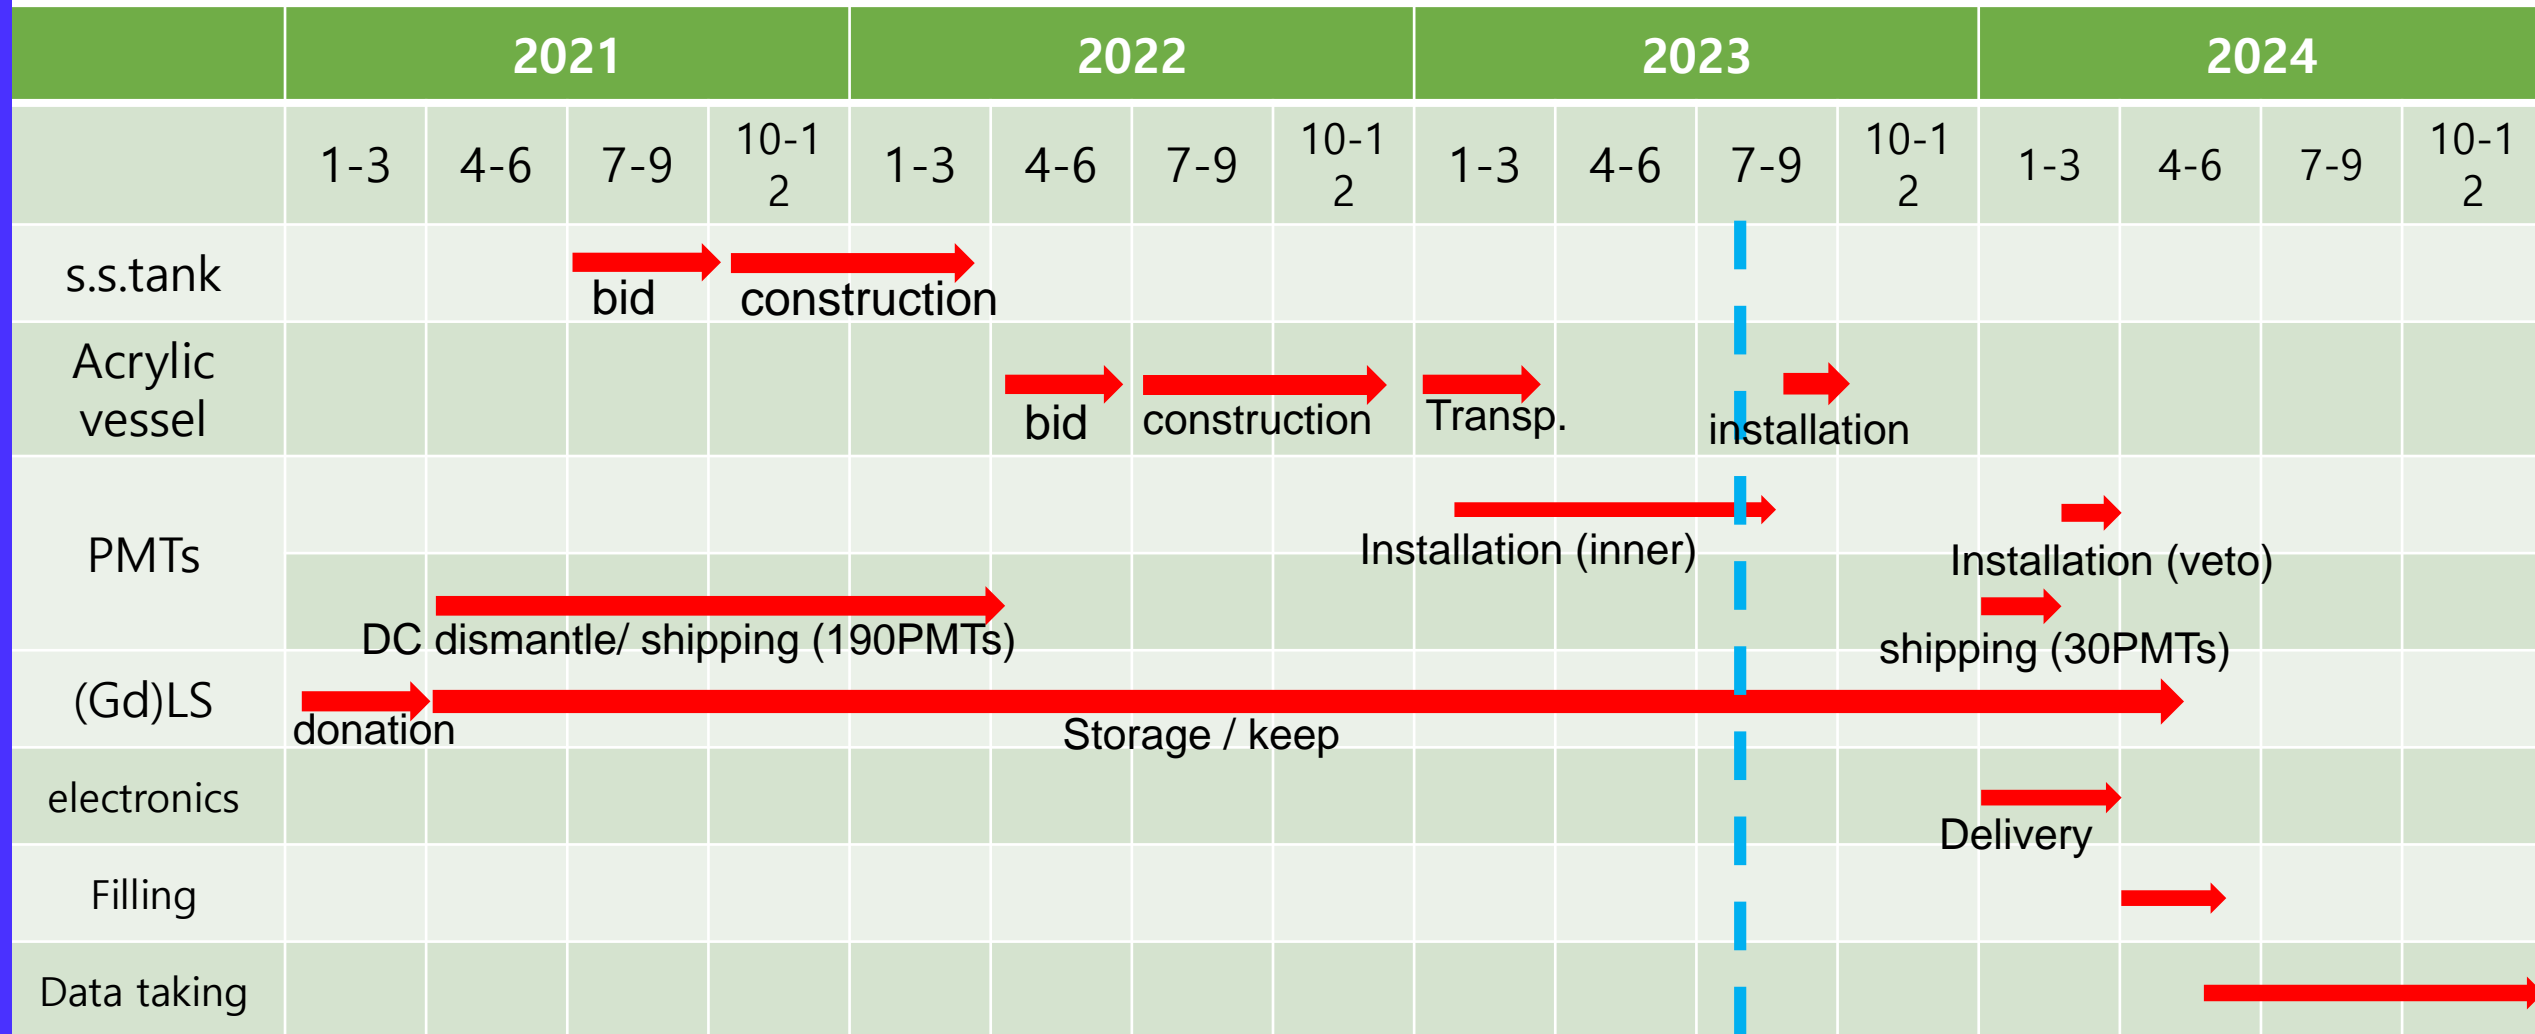 2021 2022 2023 2024
1-3 4-6 7-9 10-1 1-3 4-6 7-9 10-1 1-3 4-6 7-9 10-1 1-3 4-6 7-9 10-1
2 2 2 2
s.s.tank
bid construction
Acrylic
vessel
bid construction Transp. installation
PMTs
Installation (inner) Installation (veto)
DC dismantle/ shipping (190PMTs) shipping (30PMTs)
(Gd)LS
donation Storage / keep
electronics
Delivery
Filling
Data taking